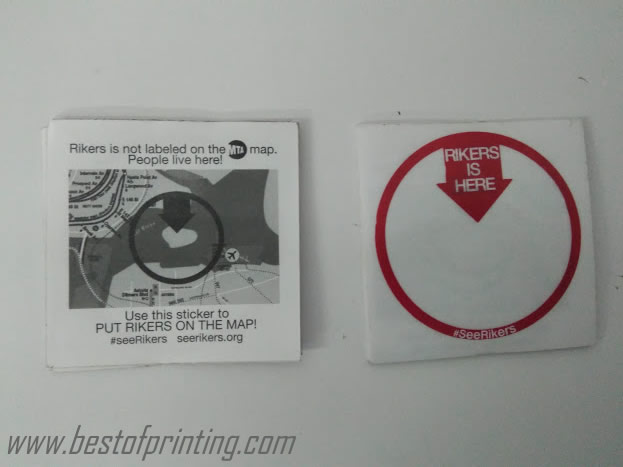 Rikers is not labeled on the MTA map.
People live here!
Use this sticker to
PUT RIKERS ON THE MAP!
#seeRikers seerikers.org
RIKERS
IS
HERE
#SeeRikers
www.bestofprinting.com